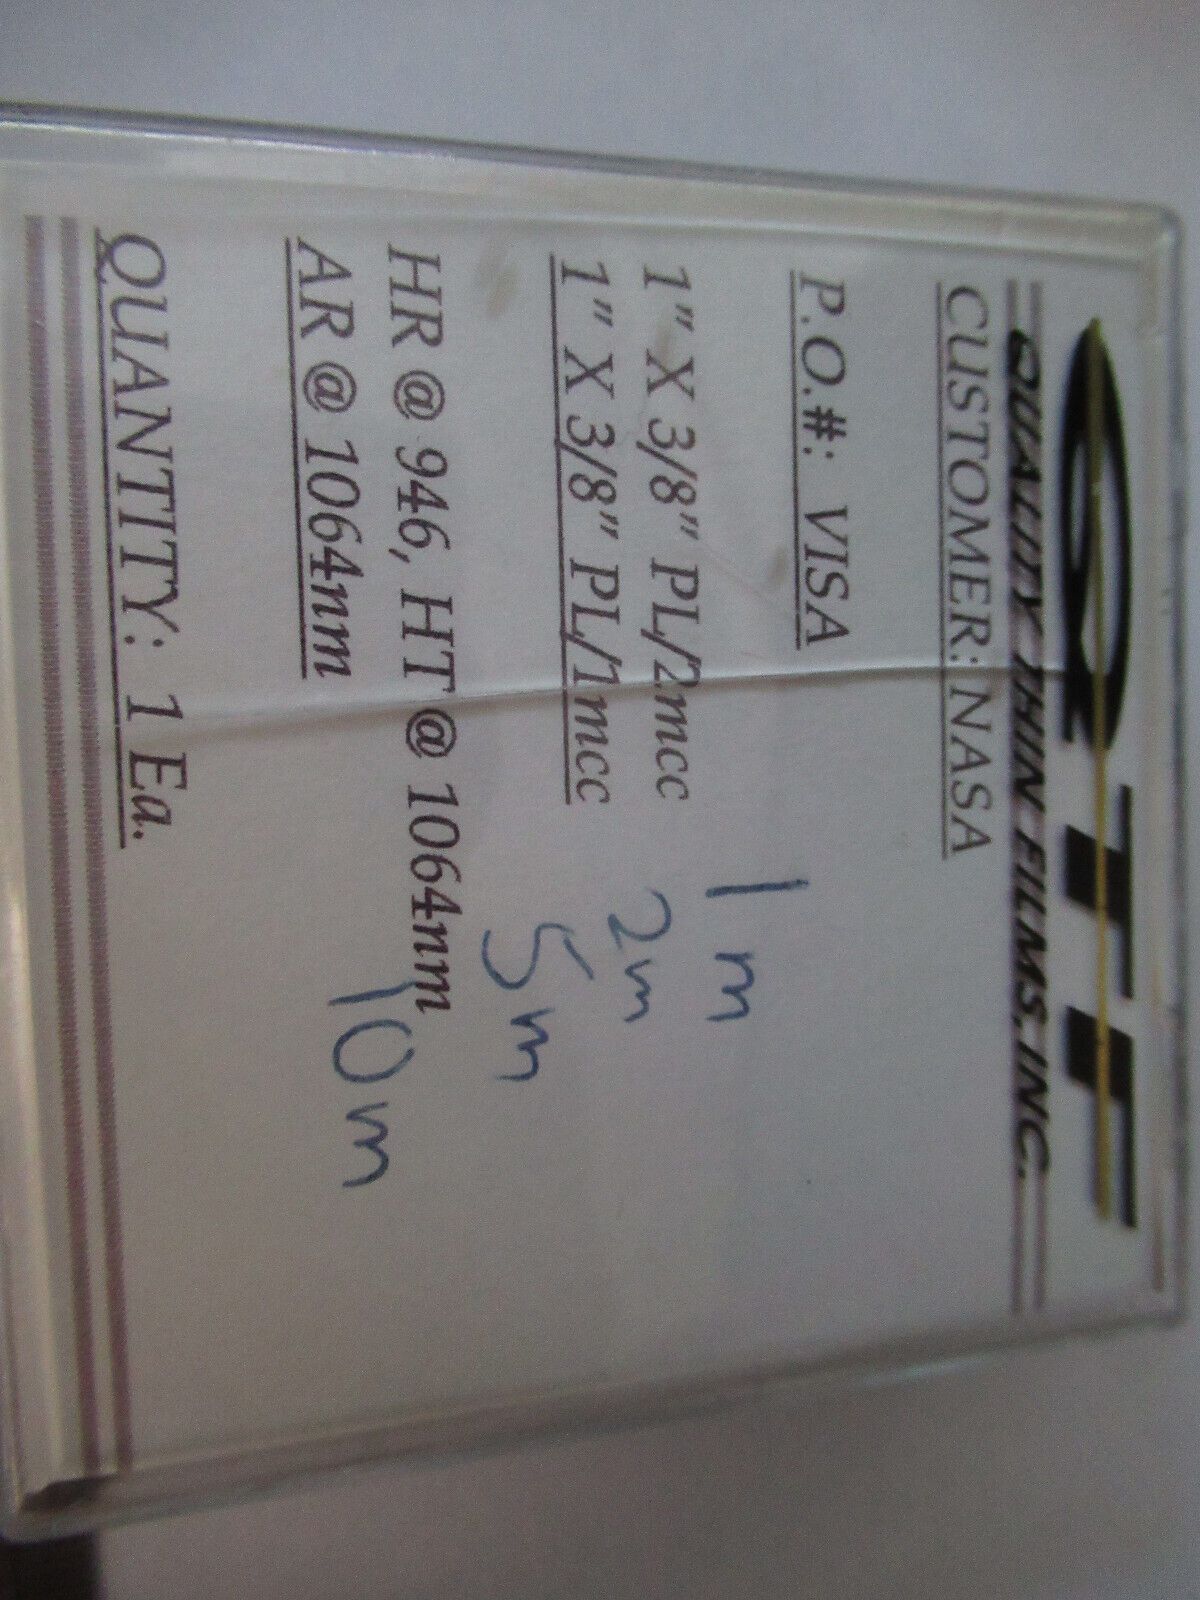 QTF
QUALITY THIN FILMS, INC.
CUSTOMER: NASA
P.O.#: VISA
1" X 3/8" PL/2mcc
1" X 3/8" PL/1mcc
1 m
2m
5m
HR @ 946, HT @ 1064nm
AR @ 1064nm
10m
QUANTITY: 1 Ea.